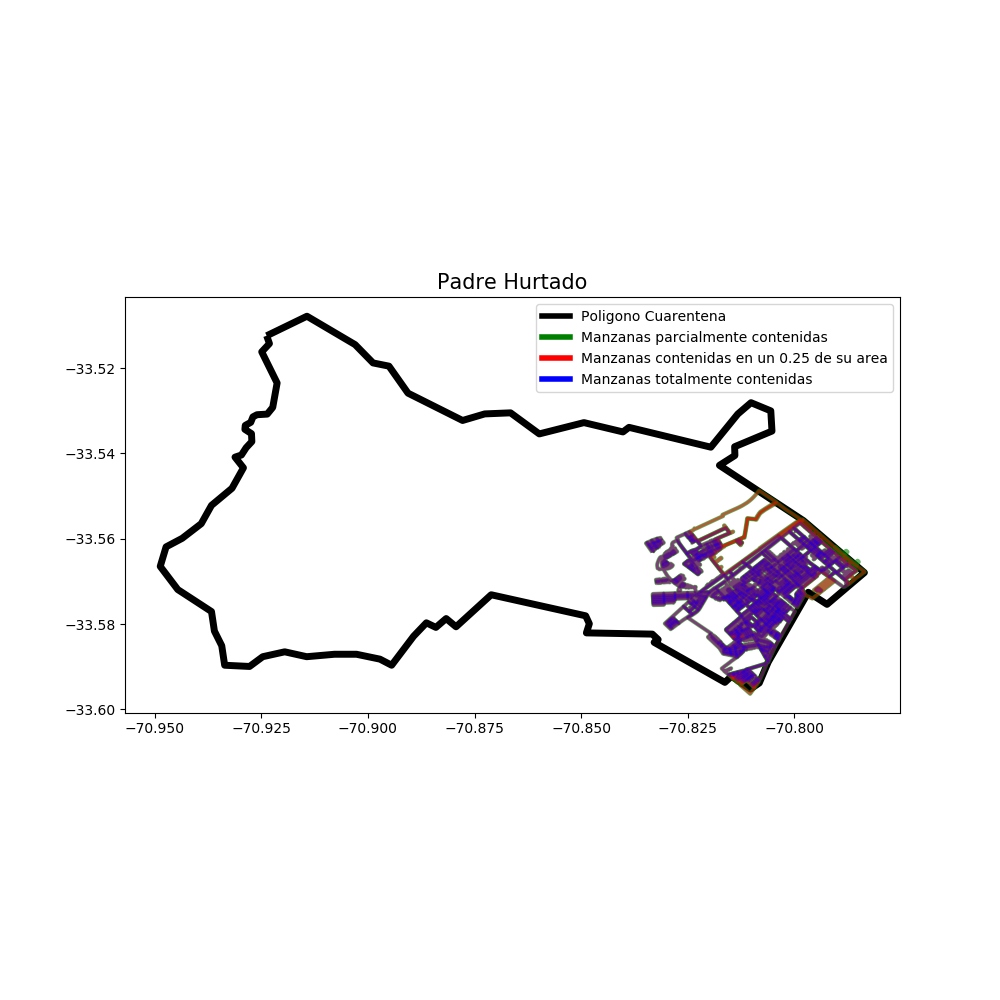 Padre Hurtado
Poligono Cuarentena
Manzanas parcialmente contenidas
Manzanas contenidas en un 0.25 de su area
Manzanas totalmente contenidas
−33.52
−33.54
−33.56
−33.58
−33.60
−70.950 −70.925 −70.900 −70.875 −70.850 −70.825 −70.800